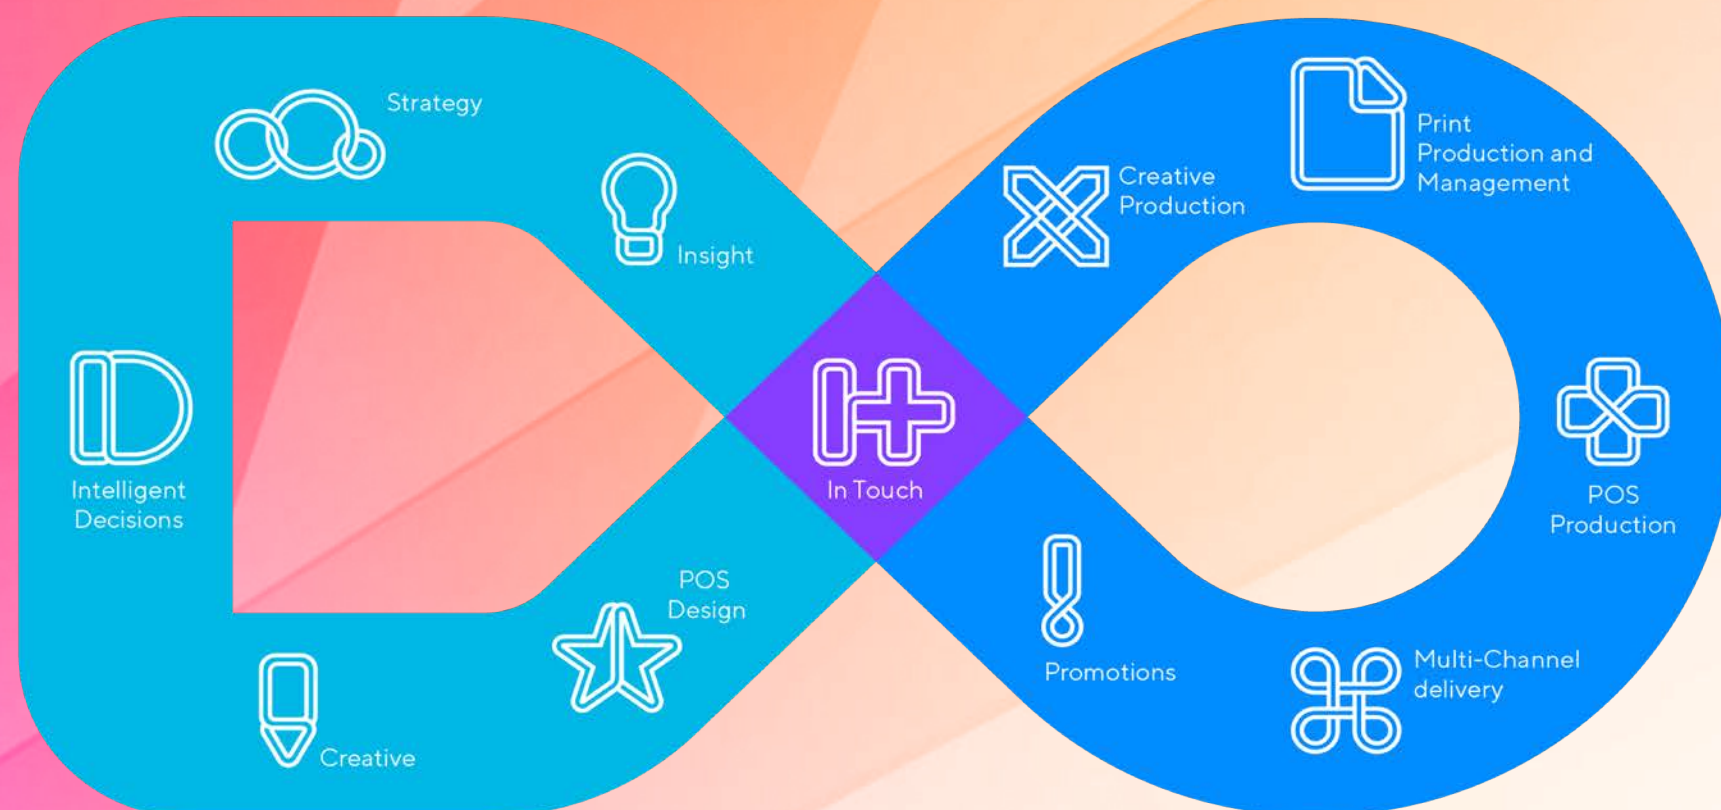 Strategy
Insight
Intelligent
Decisions
Creative
POS
Design
In Touch
Creative
Production
Print
Production and
Management
POS
Production
Multi-Channel
delivery
Promotions